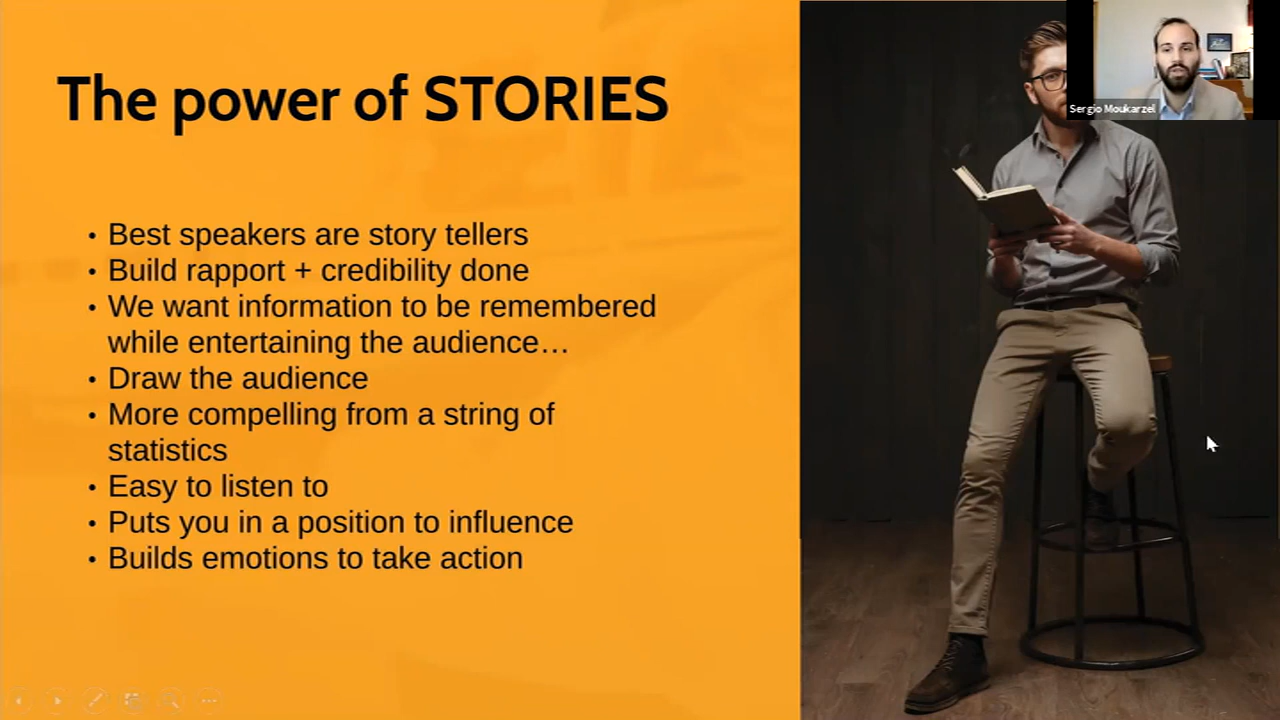 The power of STORIES
• Best speakers are story tellers
• Build rapport + credibility done
• We want information to be remembered
while entertaining the audience…
• Draw the audience
• More compelling from a string of
statistics
• Easy to listen to
• Puts you in a position to influence
• Builds emotions to take action
Sergio Moukarzel